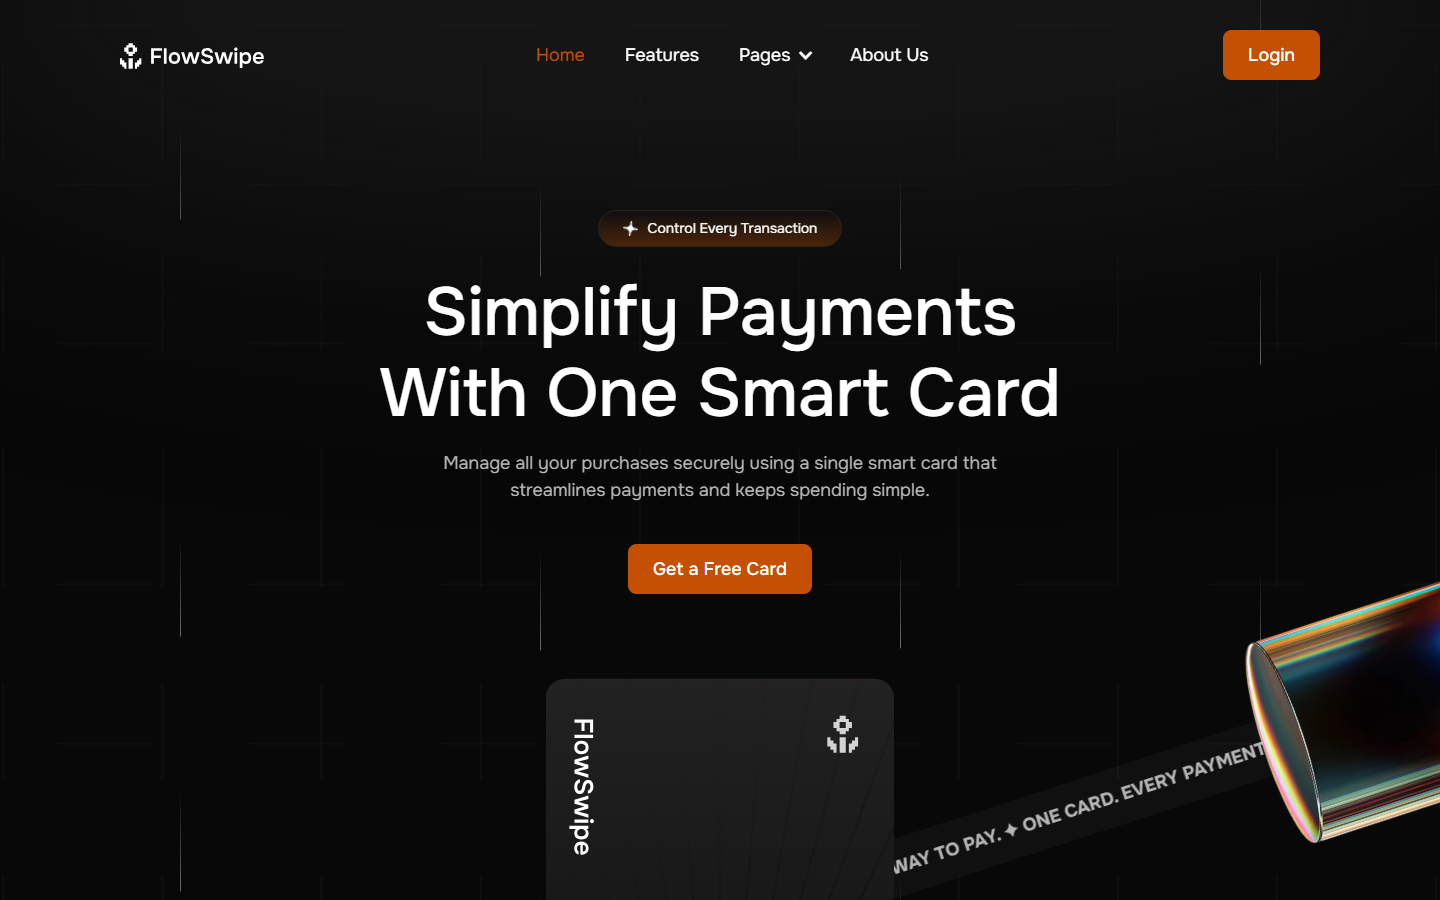 FlowSwipe
Home
Features
Pages
About Us
Login
Control Every Transaction
Simplify Payments
With One Smart Card
Manage all your purchases securely using a single smart card that
streamlines payments and keeps spending simple.
Get a Free Card
FlowSwipe
WAY TO PAY. ✦ ONE CARD. EVERY PAYMENT